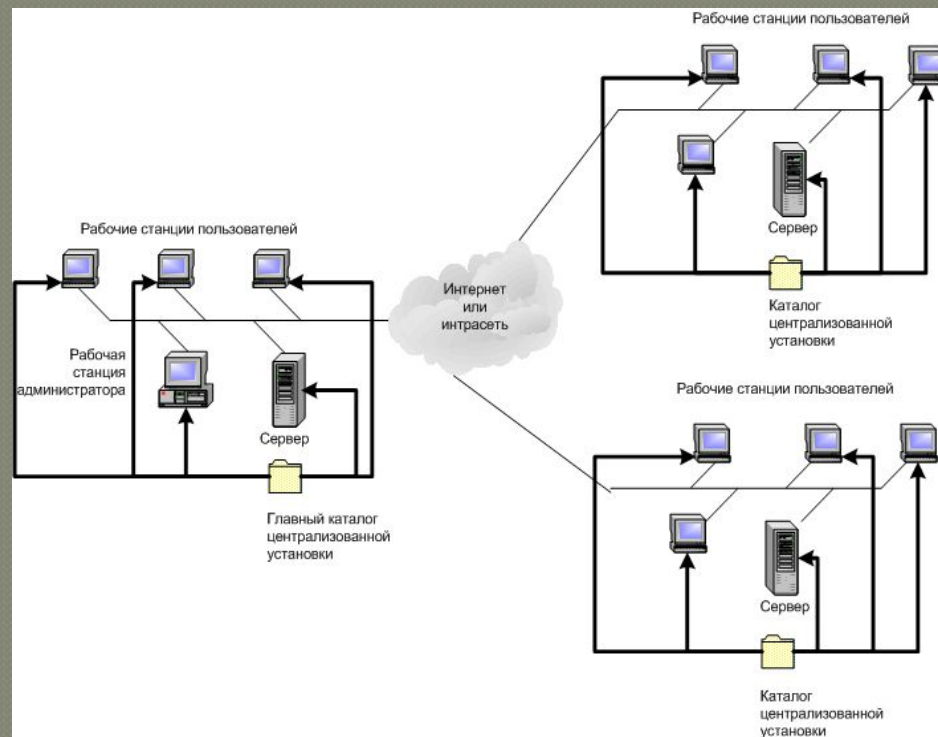 Рабочие станции пользователей
Сервер
Каталог
централизованной
установки
Рабочие станции пользователей
Рабочая
станция
администратора
Сервер
Главный каталог
централизованной
установки
Интернет
или
интрасеть
Рабочие станции пользователей
Сервер
Каталог
централизованной
установки